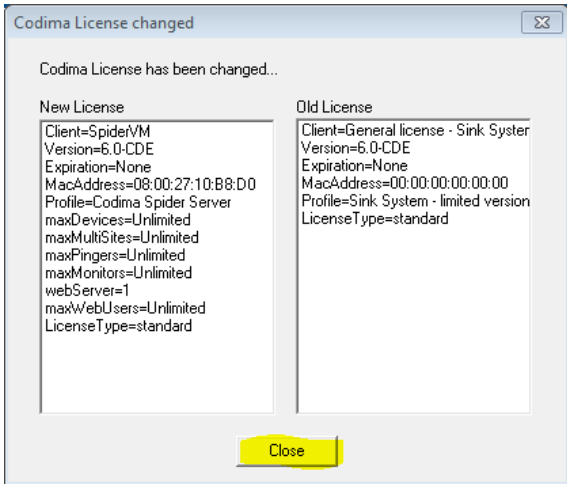 Codima License changed
Codima License has been changed...
New License
Client=SpiderVM
Version=6.0-CDE
Expiration=None
MacAddress=08:00:27:10:B8:D0
Profile=Codima Spider Server
maxDevices=Unlimited
maxMultiSites=Unlimited
maxPingers=Unlimited
maxMonitors=Unlimited
webServer=1
maxWebUsers=Unlimited
LicenseType=standard
Old License
Client=General license - Sink System
Version=6.0-CDE
Expiration=None
MacAddress=00:00:00:00:00:00
Profile=Sink System - limited version
LicenseType=standard
Close